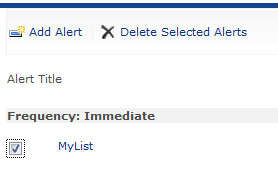 Add Alert Delete Selected Alerts
Alert Title
Frequency: Immediate
MyList